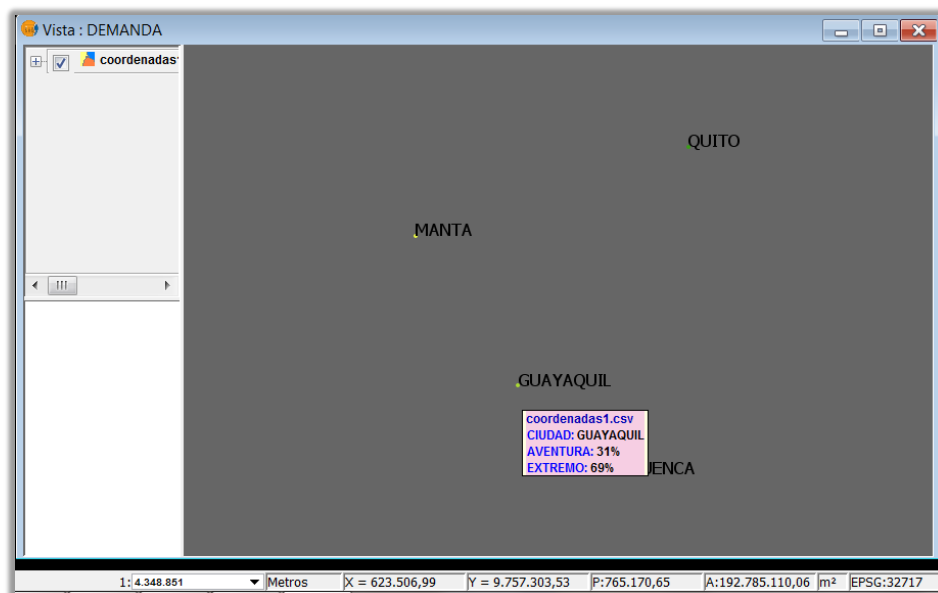 Vista : DEMANDA
coordenadas
QUITO
MANTA
GUAYAQUIL
coordenadas1.csv
CIUDAD: GUAYAQUIL
AVENTURA: 31%
EXTREMO: 69%
UENCA
1: 4.348.851 Metros X = 623.506,99 Y = 9.757.303,53 P:765.170,65 A:192.785.110,06 m² EPSG:32717